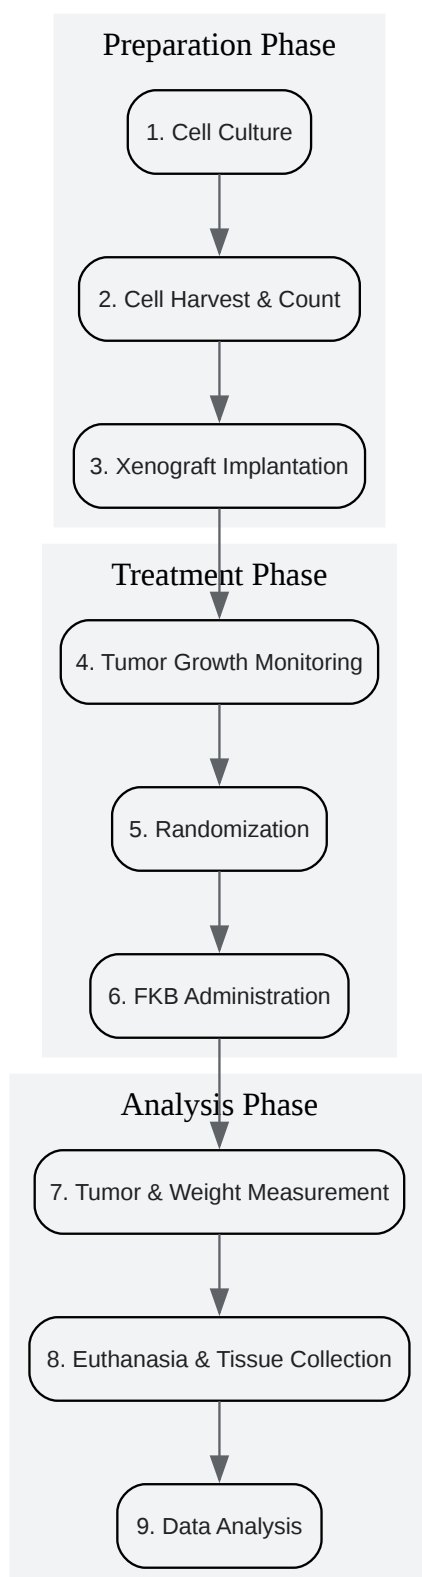 Preparation Phase
1. Cell Culture
2. Cell Harvest & Count
3. Xenograft Implantation
Treatment Phase
4. Tumor Growth Monitoring
5. Randomization
6. FKB Administration
Analysis Phase
7. Tumor & Weight Measurement
8. Euthanasia & Tissue Collection
9. Data Analysis